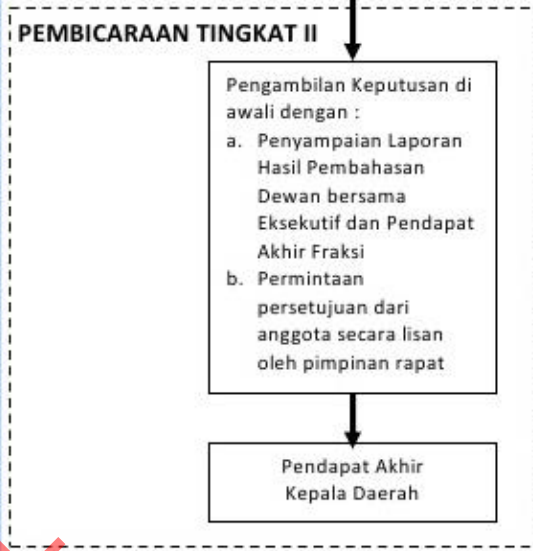 PEMBICARAAN TINGKAT II
Pengambilan Keputusan di
awali dengan :
a. Penyampaian Laporan
Hasil Pembahasan
Dewan bersama
Eksekutif dan Pendapat
Akhir Fraksi
b. Permintaan
persetujuan dari
anggota secara lisan
oleh pimpinan rapat
Pendapat Akhir
Kepala Daerah